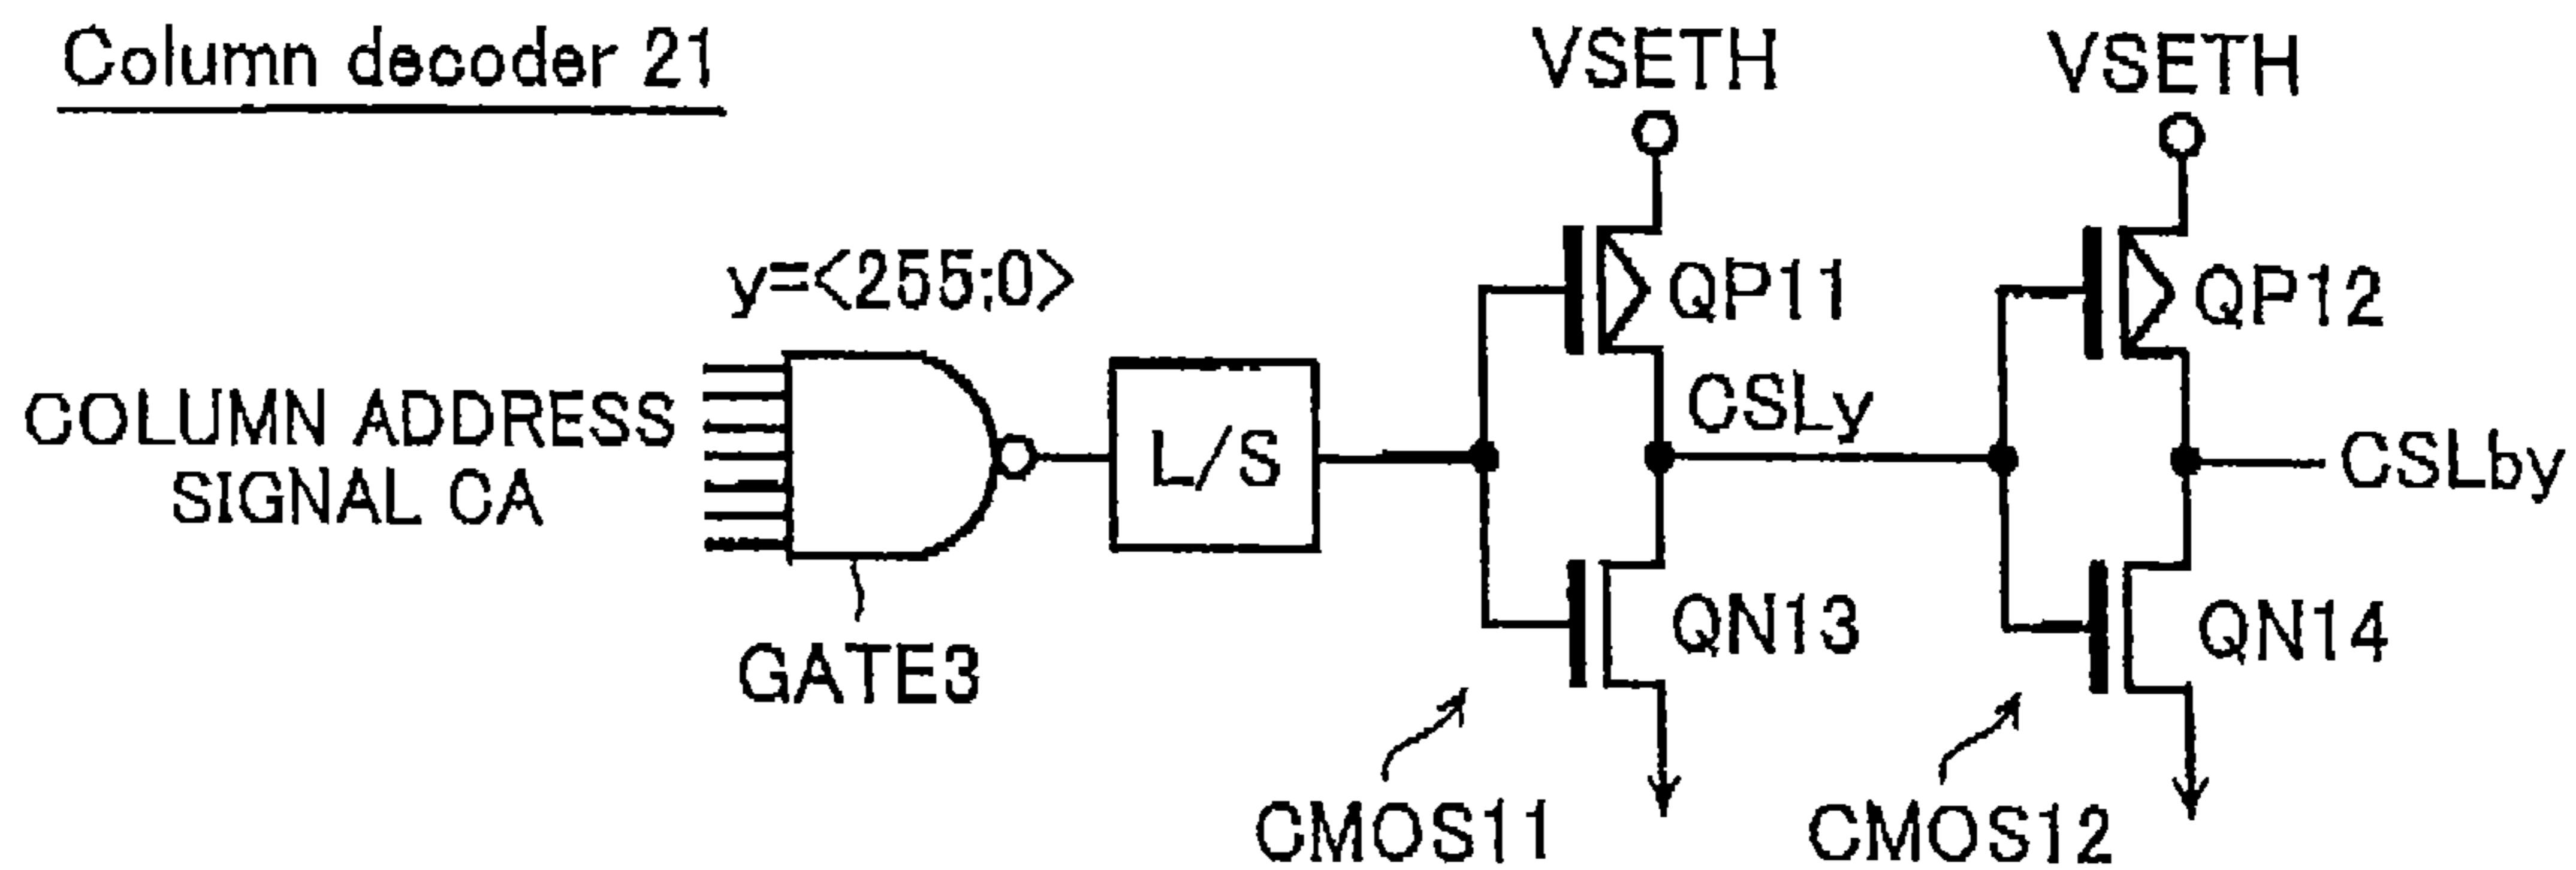 Column decoder 21
VSETH
VSETH
y=<255:0>
QP11
QP12
COLUMN ADDRESS
SIGNAL CA
L/S
CSLy
CSLby
GATE3
QN13
QN14
CMOS11
CMOS12